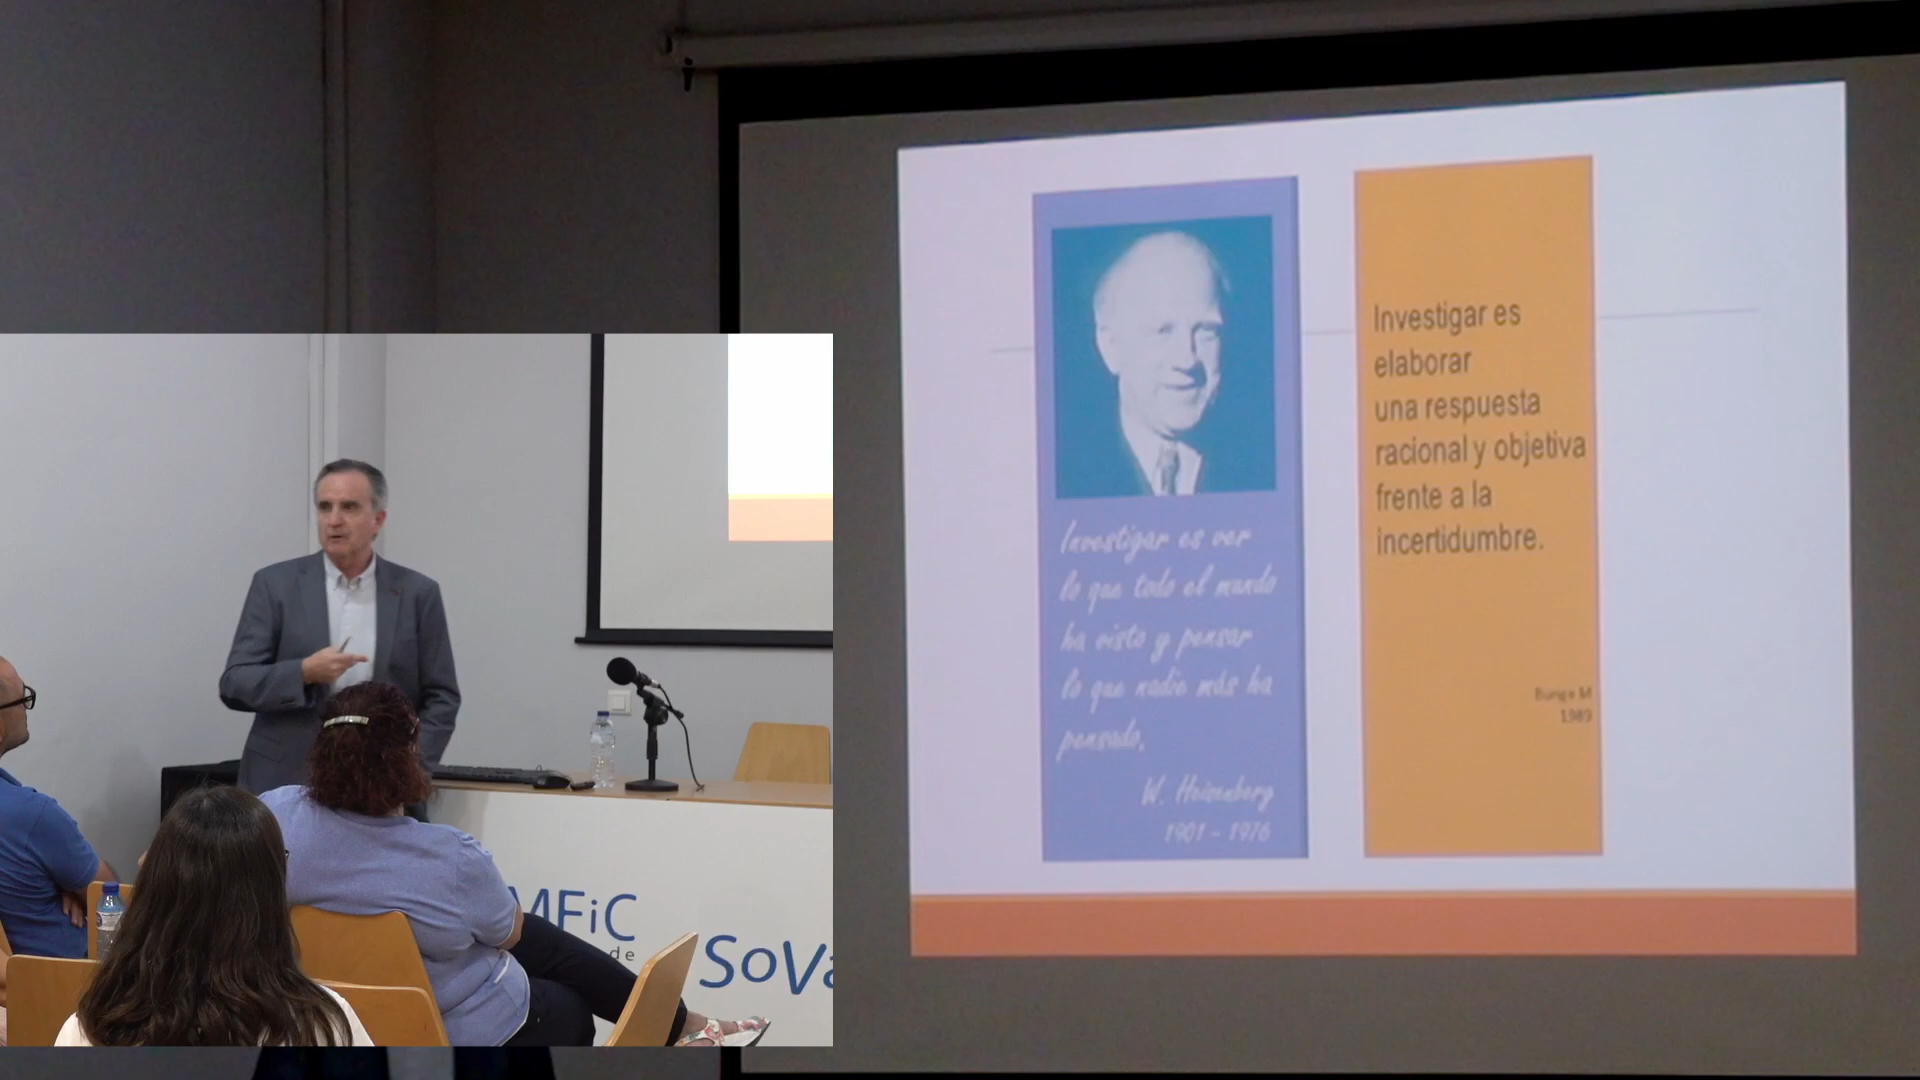 Investigar es ver
lo que todo el mundo
ha visto y pensar
lo que nadie más ha
pensado,
W. Heisenberg
1901 - 1976
Investigar es
elaborar
una respuesta
racional y objetiva
frente a la
incertidumbre.
Bunge M
1989
MFiC
de
SoVa